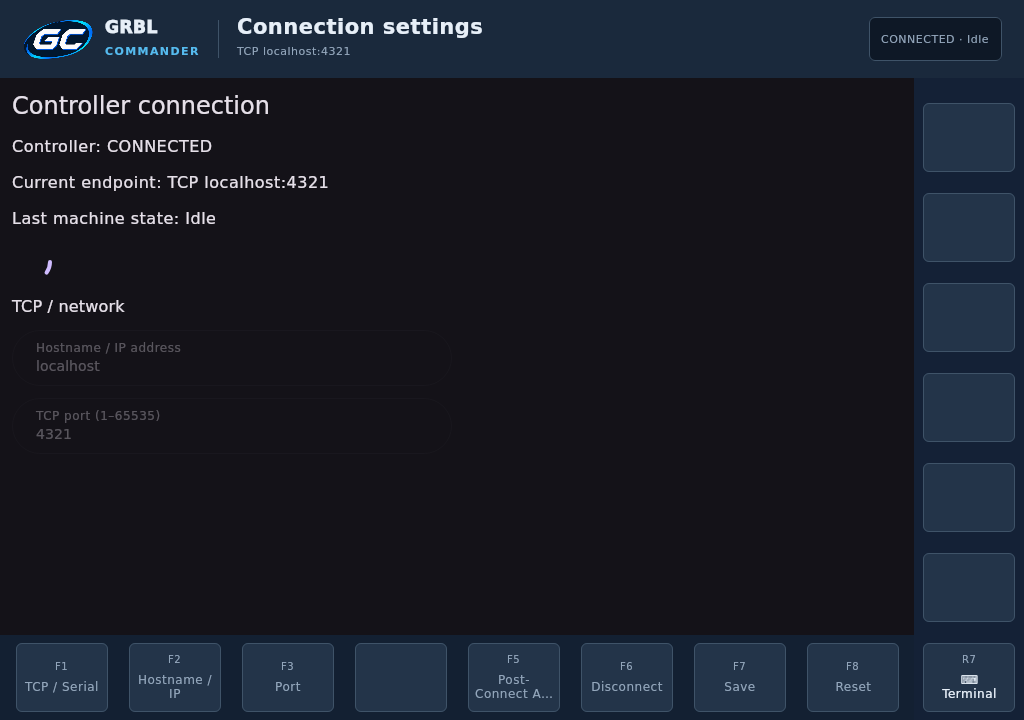 GC
GRBL
COMMANDER
Connection settings
TCP localhost:4321
CONNECTED · Idle
Controller connection
Controller: CONNECTED
Current endpoint: TCP localhost:4321
Last machine state: Idle
TCP / network
Hostname / IP address
localhost
TCP port (1–65535)
4321
F1
TCP / Serial
F2
Hostname /
IP
F3
Port
F5
Post-
Connect A...
F6
Disconnect
F7
Save
F8
Reset
R7
⌨
Terminal